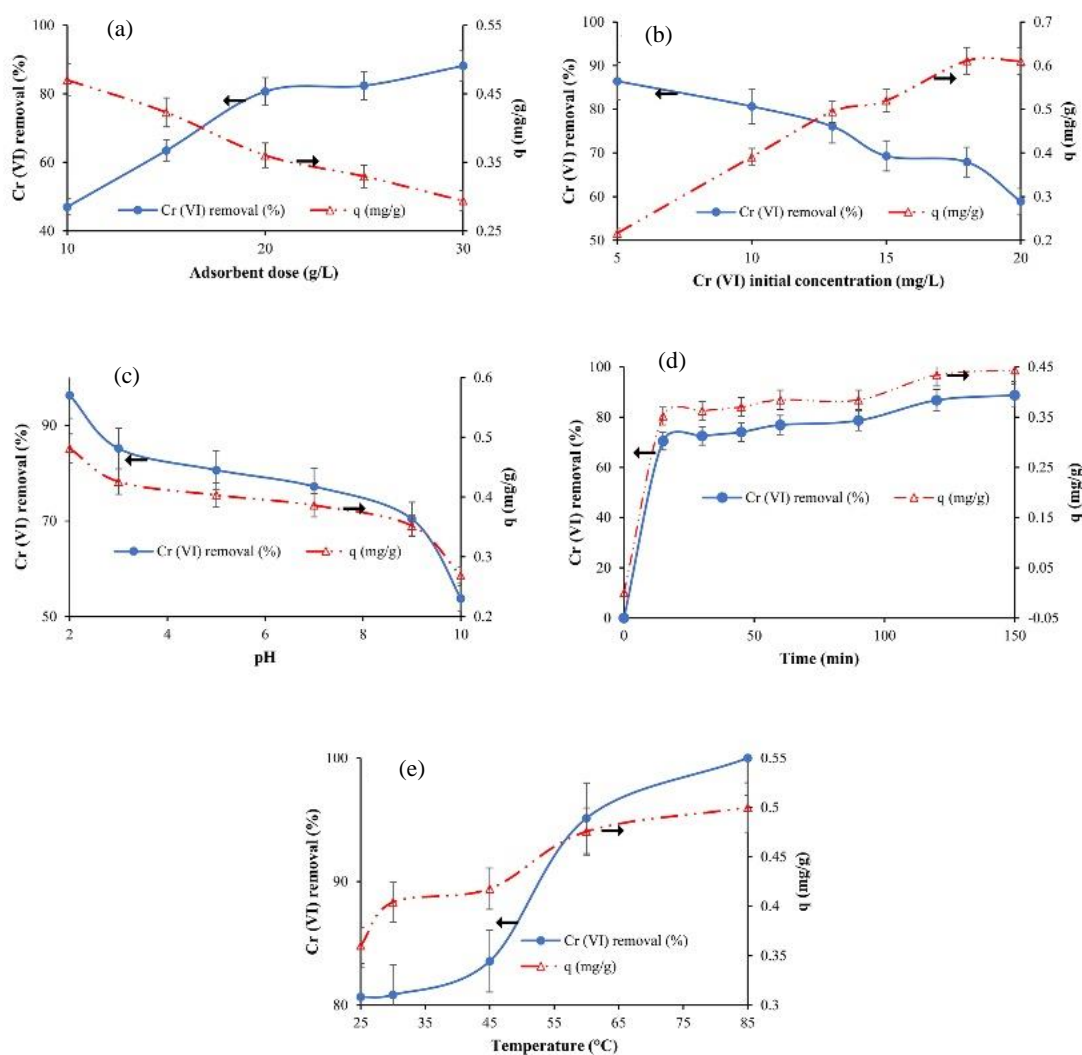 (a)
Cr (VI) removal (%)
100
80
60
40
0.55
0.45
0.35
0.25
q (mg/g)
Cr (VI) removal (%)
q (mg/g)
10
20
30
Adsorbent dose (g/L)
(b)
Cr (VI) removal (%)
100
90
80
70
60
50
0.7
0.6
0.5
0.4
0.3
0.2
q (mg/g)
Cr (VI) removal (%)
q (mg/g)
5
10
15
20
Cr (VI) initial concentration (mg/L)
(c)
Cr (VI) removal (%)
90
70
50
0.6
0.5
0.4
0.3
0.2
q (mg/g)
Cr (VI) removal (%)
q (mg/g)
2
4
6
8
10
pH
(d)
Cr (VI) removal (%)
100
80
60
40
20
0
0.45
0.35
0.25
0.15
0.05
-0.05
q (mg/g)
Cr (VI) removal (%)
q (mg/g)
0
50
100
150
Time (min)
(e)
Cr (VI) removal (%)
100
90
80
0.55
0.5
0.45
0.4
0.35
0.3
q (mg/g)
Cr (VI) removal (%)
q (mg/g)
25
35
45
55
65
75
85
Temperature (°C)